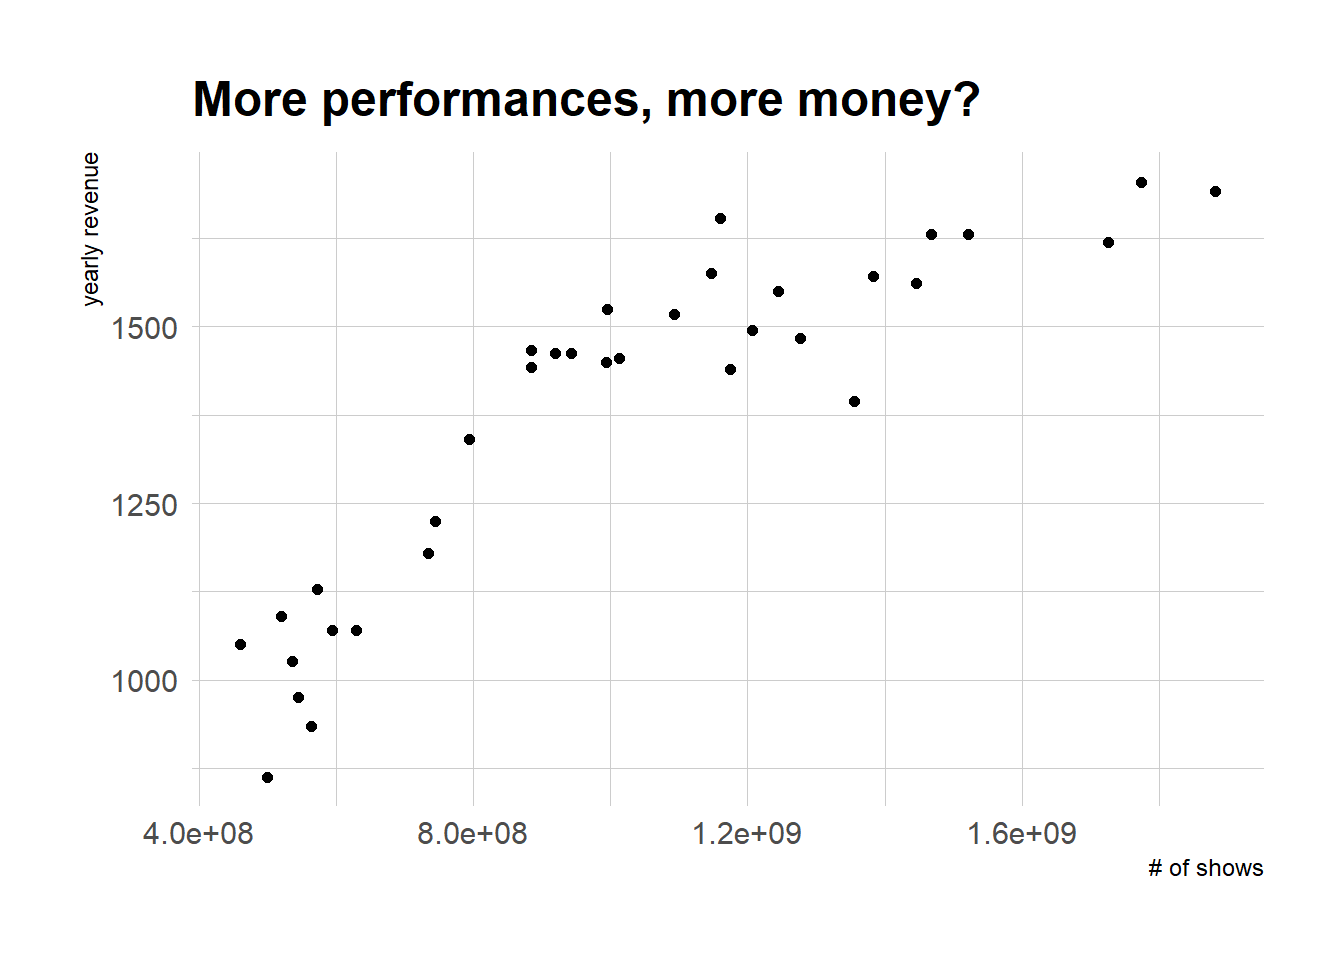 More performances, more money?
yearly revenue
1500
1250
1000
4.0e+08
8.0e+08
1.2e+09
1.6e+09
# of shows